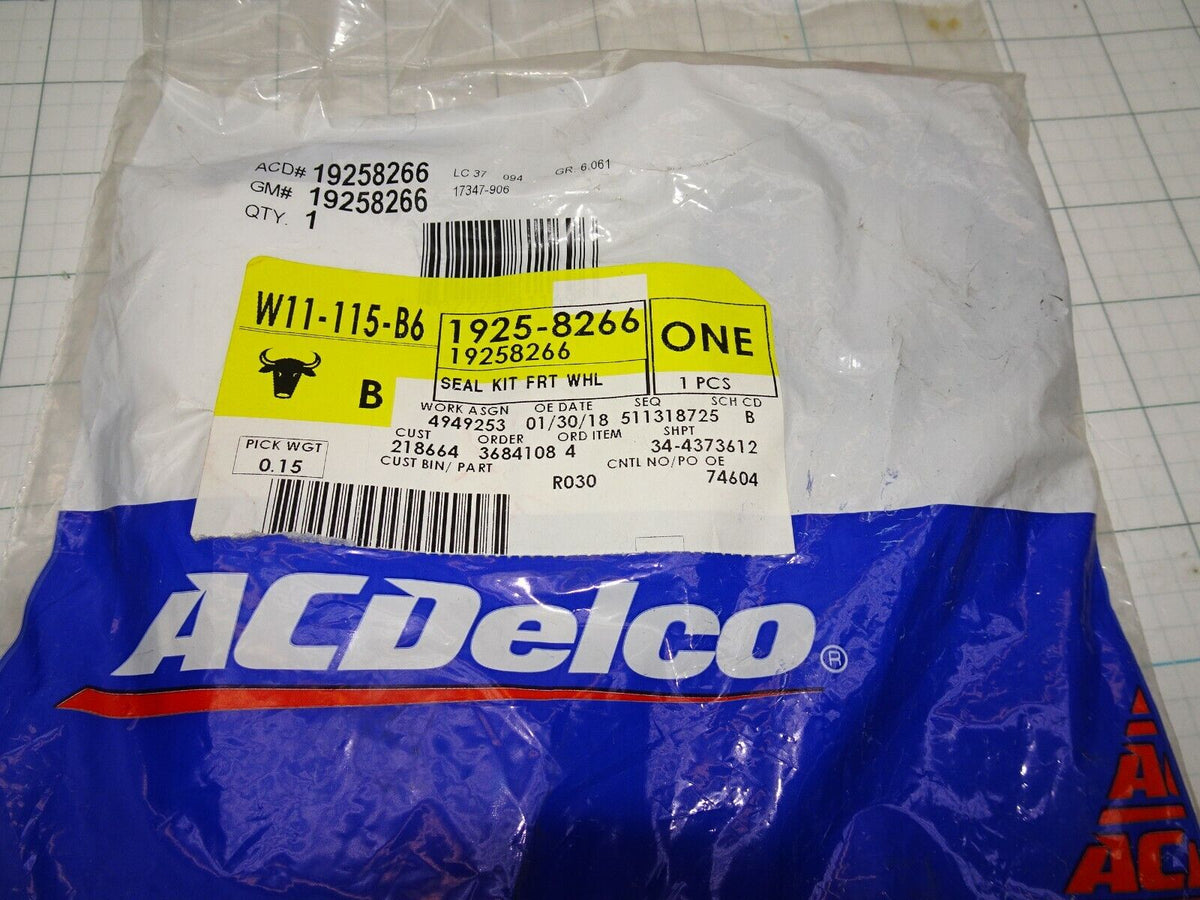 ACD# 19258266 LC 37 094 GR. 6.061
GM# 19258266 17347-906
QTY. 1
W11-115-B6
1925-8266
19258266
ONE
B
SEAL KIT FRT WHL
1 PCS
WORK ASGN OE DATE SEQ SCH CD
4949253 01/30/18 511318725 B
CUST ORDER ORD ITEM SHPT
218664 3684108 4 34-4373612
PICK WGT
0.15
CUST BIN/ PART CNTL NO/PO OE
R030 74604
ACDelco®
A
AC